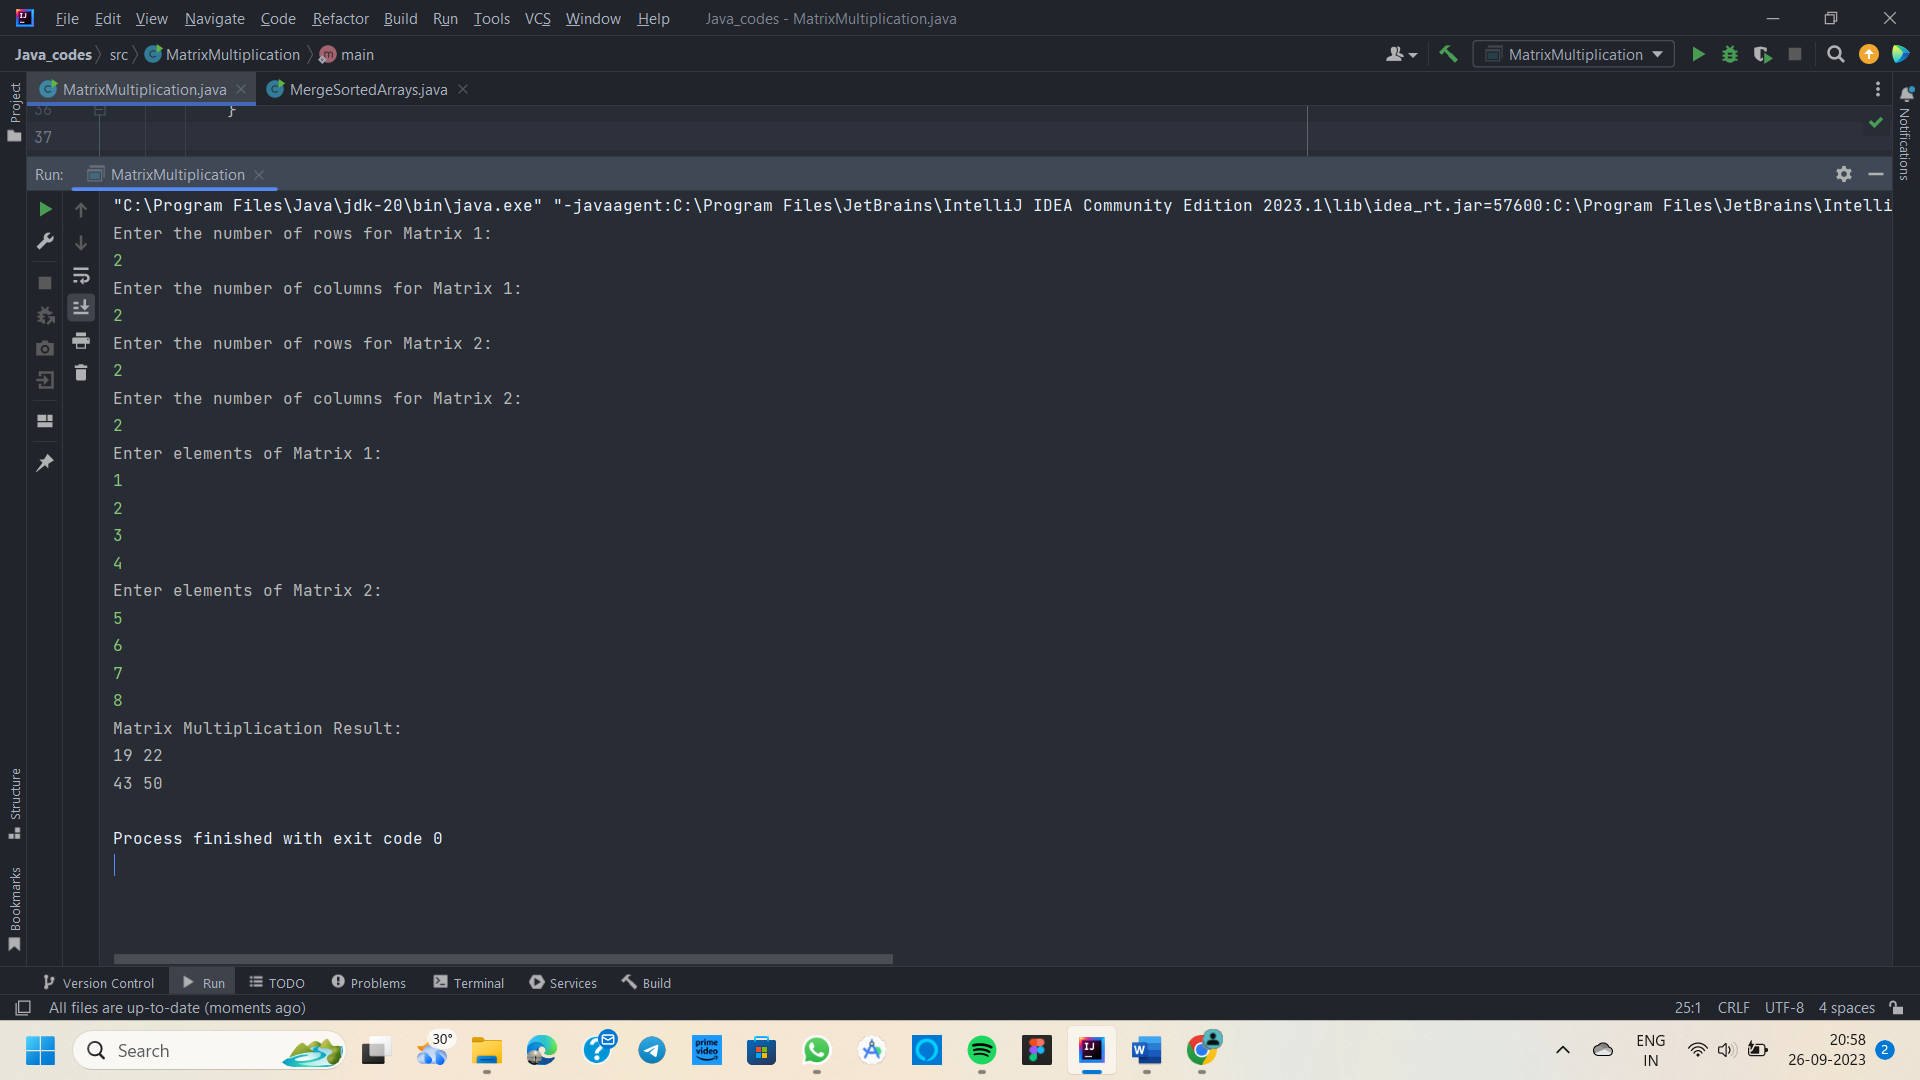 File Edit View Navigate Code Refactor Build Run Tools VCS Window Help Java_codes - MatrixMultiplication.java
Java_codes src MatrixMultiplication main MatrixMultiplication
MatrixMultiplication.java MergeSortedArrays.java
Project
Notifications
36 }
37
Run: MatrixMultiplication
"C:\Program Files\Java\jdk-20\bin\java.exe" "-javaagent:C:\Program Files\JetBrains\IntelliJ IDEA Community Edition 2023.1\lib\idea_rt.jar=57600:C:\Program Files\JetBrains\Intelli
Enter the number of rows for Matrix 1:
2
Enter the number of columns for Matrix 1:
2
Enter the number of rows for Matrix 2:
2
Enter the number of columns for Matrix 2:
2
Enter elements of Matrix 1:
1
2
3
4
Enter elements of Matrix 2:
5
6
7
8
Matrix Multiplication Result:
19 22
43 50
Process finished with exit code 0
Structure
Bookmarks
Version Control Run TODO Problems Terminal Services Build
All files are up-to-date (moments ago) 25:1 CRLF UTF-8 4 spaces
Search 30° prime video ENG IN 20:58 26-09-2023 2